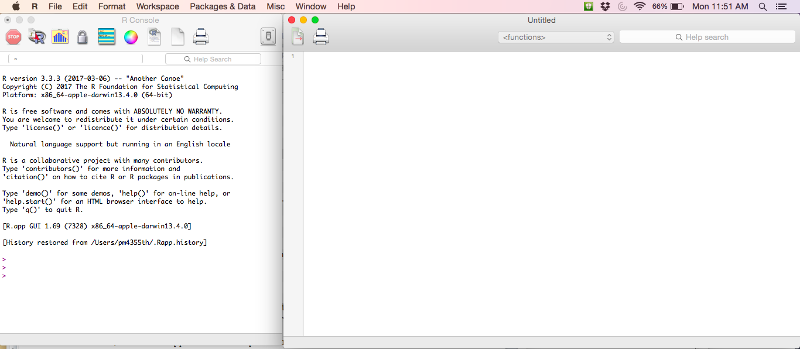 R File Edit Format Workspace Packages & Data Misc Window Help 66% Mon 11:51 AM
R Console
Untitled
<functions>
Help search
~
Help Search
1
R version 3.3.3 (2017-03-06) -- "Another Canoe"
Copyright (C) 2017 The R Foundation for Statistical Computing
Platform: x86_64-apple-darwin13.4.0 (64-bit)
R is free software and comes with ABSOLUTELY NO WARRANTY.
You are welcome to redistribute it under certain conditions.
Type 'license()' or 'licence()' for distribution details.
Natural language support but running in an English locale
R is a collaborative project with many contributors.
Type 'contributors()' for more information and
'citation()' on how to cite R or R packages in publications.
Type 'demo()' for some demos, 'help()' for on-line help, or
'help.start()' for an HTML browser interface to help.
Type 'q()' to quit R.
[R.app GUI 1.69 (7328) x86_64-apple-darwin13.4.0]
[History restored from /Users/pm4355th/.Rapp.history]
>
>
>